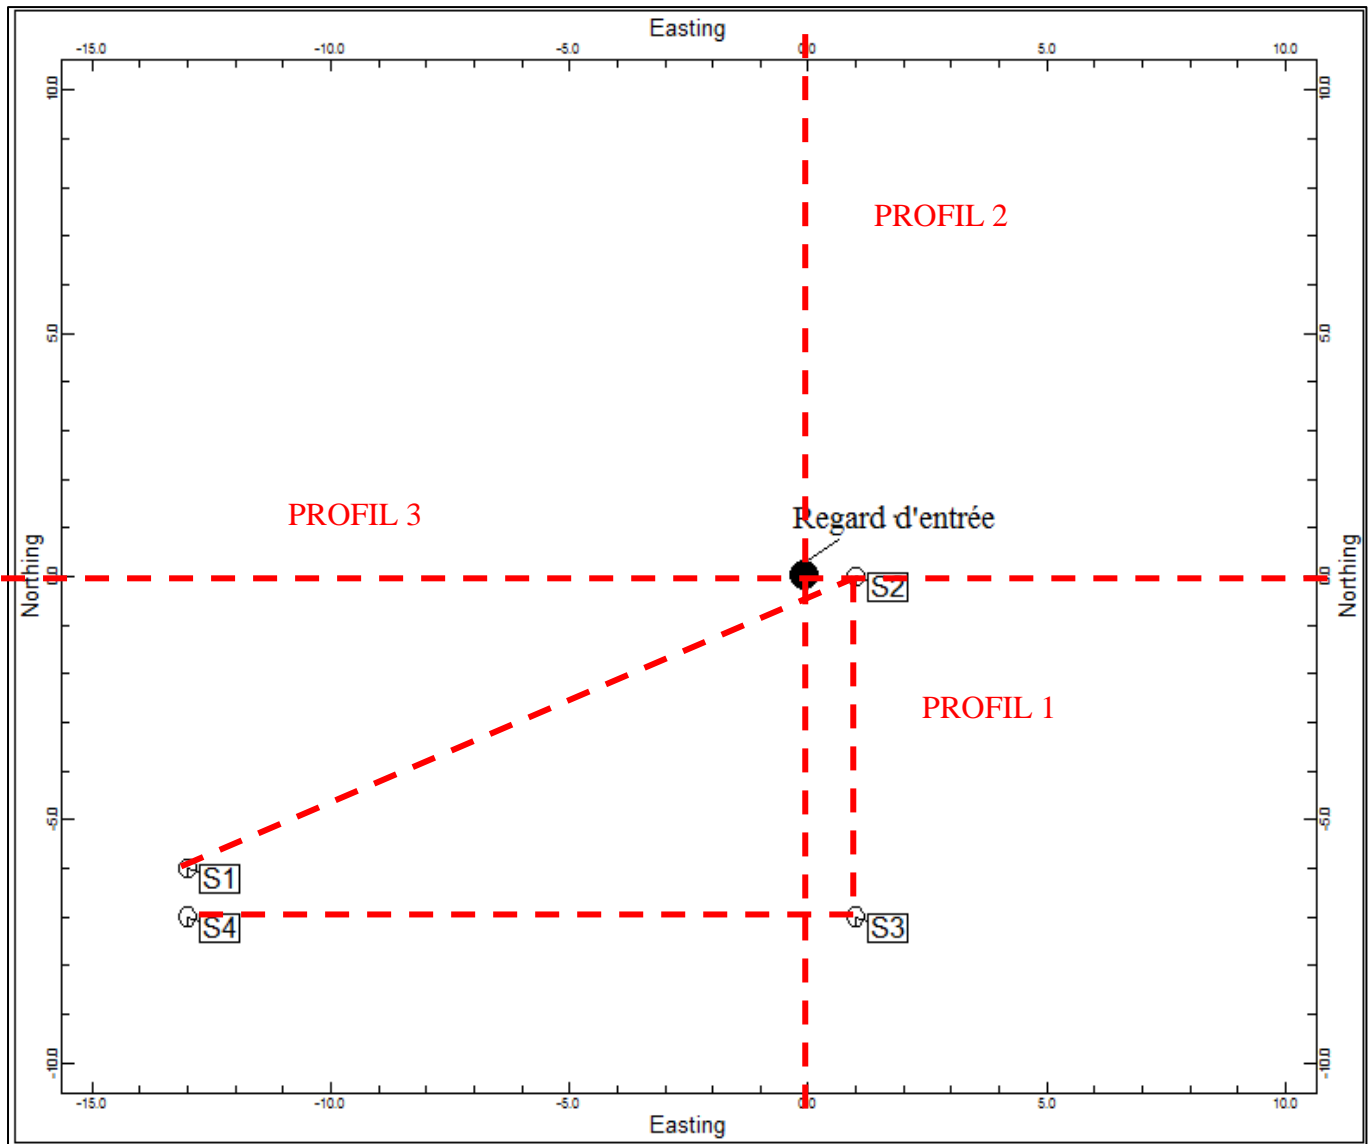 Easting
-15.0 -10.0 -5.0 0.0 5.0 10.0
10.0 10.0
PROFIL 2
5.0 5.0
PROFIL 3
Regard d'entrée
Northing 0.0 0.0 Northing
S2
PROFIL 1
-5.0 -5.0
S1
S4 S3
-10.0 -10.0
-15.0 -10.0 -5.0 0.0 5.0 10.0
Easting